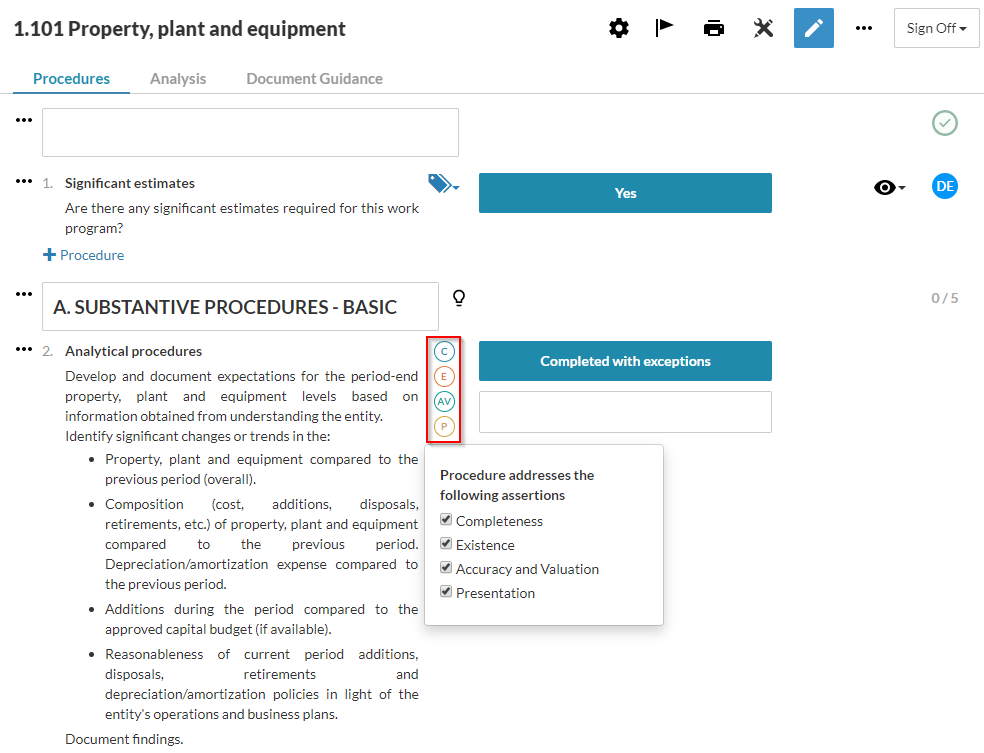 1.101 Property, plant and equipment
Sign Off
Procedures Analysis Document Guidance
1. Significant estimates
Yes
DE
Are there any significant estimates required for this work
program?
Procedure
A. SUBSTANTIVE PROCEDURES - BASIC
0 / 5
2. Analytical procedures
C
E
AV
P
Completed with exceptions
Develop and document expectations for the period-end
property, plant and equipment levels based on
information obtained from understanding the entity.
Identify significant changes or trends in the:
• Property, plant and equipment compared to the
previous period (overall).
• Composition (cost, additions, disposals,
retirements, etc.) of property, plant and equipment
compared to the previous period.
Depreciation/amortization expense compared to
the previous period.
• Additions during the period compared to the
approved capital budget (if available).
• Reasonableness of current period additions,
disposals, retirements and
depreciation/amortization policies in light of the
entity's operations and business plans.
Document findings.
Procedure addresses the
following assertions
Completeness
Existence
Accuracy and Valuation
Presentation